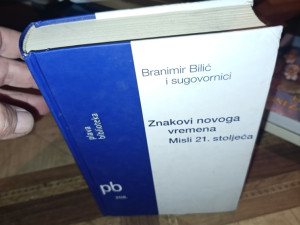 Branimir Bilić
i sugovornici
Znakovi novoga
vremena
Misli 21. stoljeća
plava
biblioteka
pb